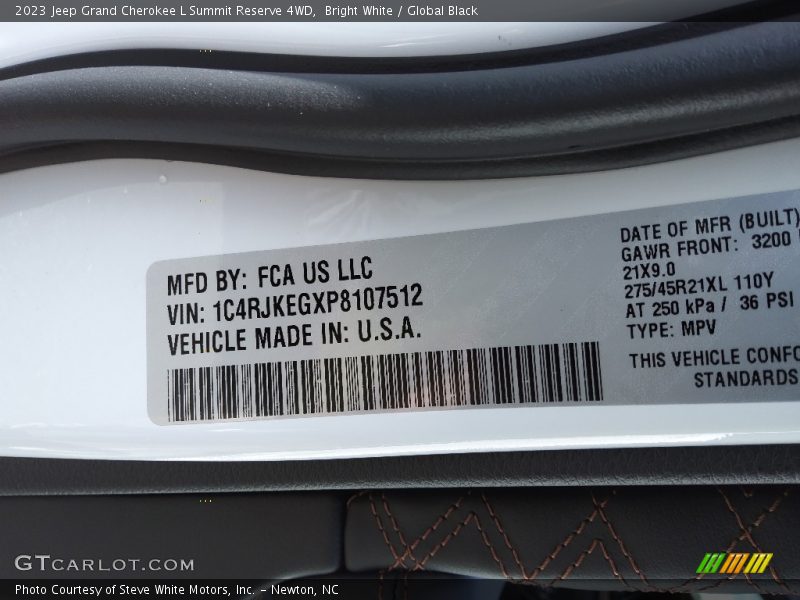 2023 Jeep Grand Cherokee L Summit Reserve 4WD,  Bright White / Global Black
MFD BY: FCA US LLC
VIN: 1C4RJKEGXP8107512
VEHICLE MADE IN: U.S.A.
DATE OF MFR (BUILT)
GAWR FRONT: 3200
21X9.0
275/45R21XL 110Y
AT 250 kPa / 36 PSI
TYPE: MPV
THIS VEHICLE CONFO
STANDARDS
GTCARLOT.COM
Photo Courtesy of Steve White Motors, Inc. – Newton, NC